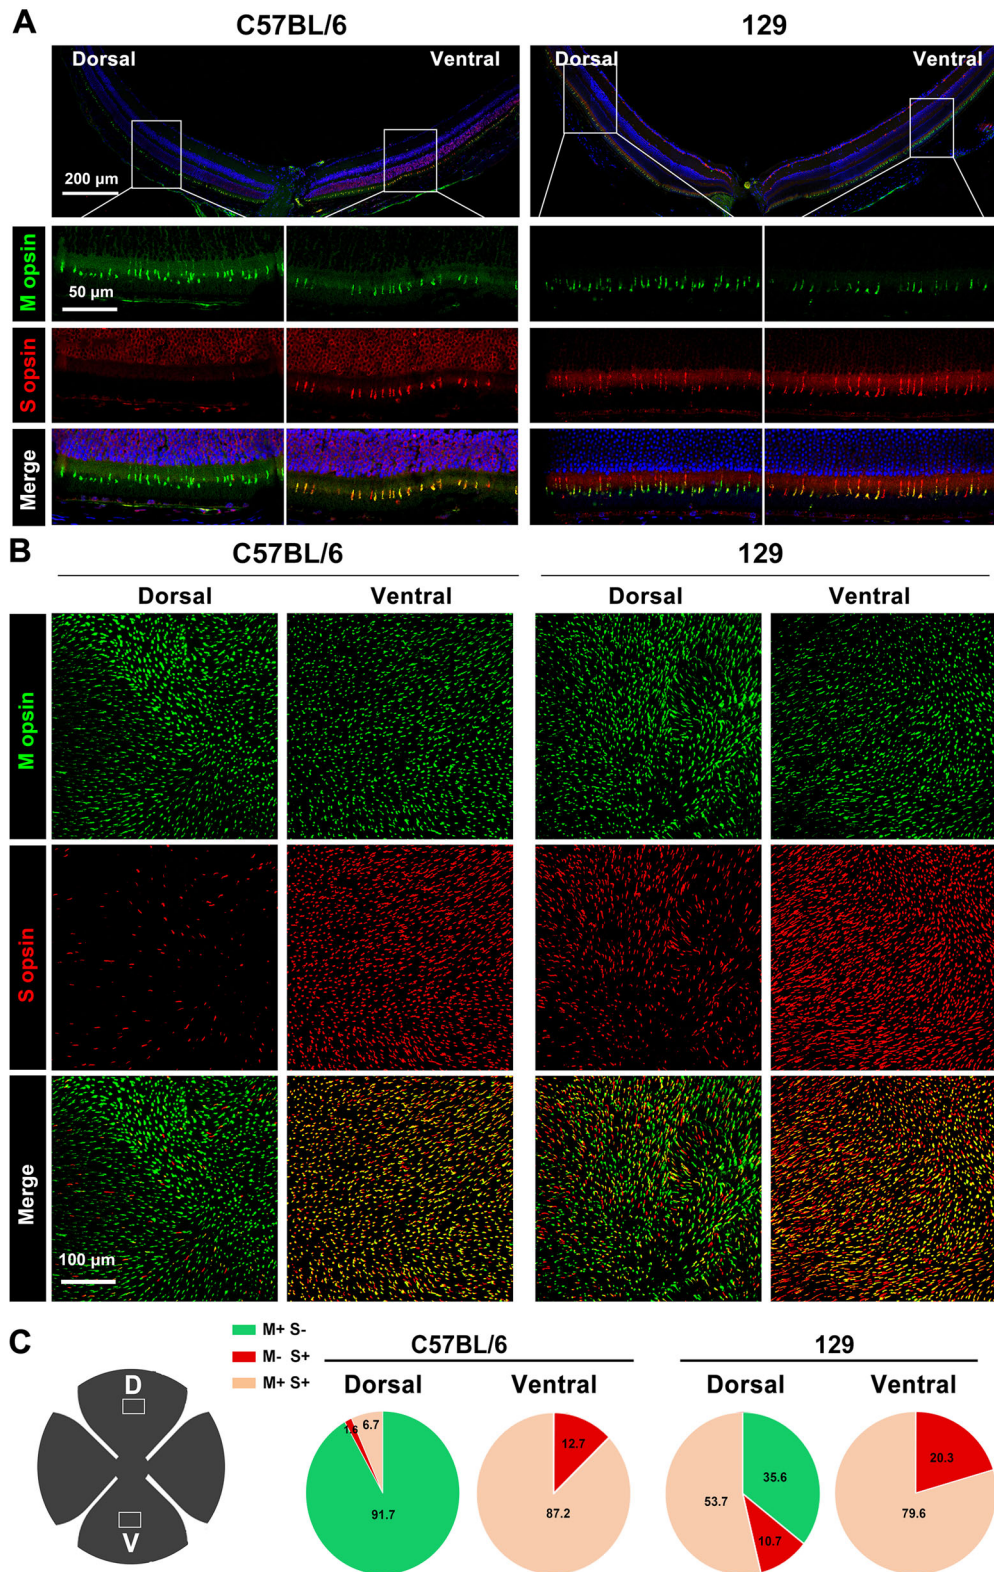 A
C57BL/6 129
Dorsal Ventral Dorsal Ventral
200 µm
M opsin
50 µm
S opsin
Merge
B
C57BL/6 129
Dorsal Ventral Dorsal Ventral
M opsin
S opsin
Merge
100 µm
C
M+ S-
M- S+
M+ S+
C57BL/6 129
Dorsal Ventral Dorsal Ventral
D
V
1.6 6.7
91.7
12.7
87.2
35.6
53.7
10.7
20.3
79.6